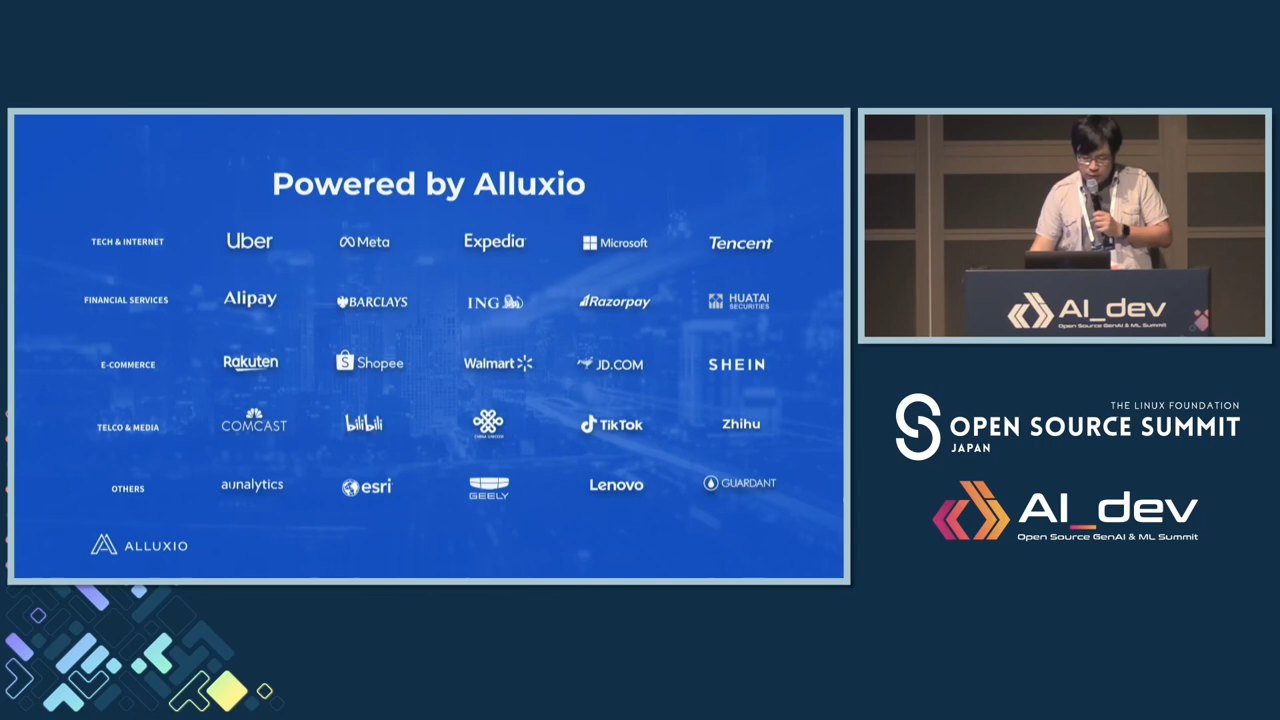 Powered by Alluxio
TECH & INTERNET
Uber
Meta
Expedia
Microsoft
Tencent
FINANCIAL SERVICES
Alipay
BARCLAYS
ING
Razorpay
HUATAI
SECURITIES
E-COMMERCE
Rakuten
Shopee
Walmart
JD.COM
SHEIN
TELCO & MEDIA
COMCAST
bilibili
CHINA UNICOM
TikTok
Zhihu
OTHERS
aunalytics
esri
GEELY
Lenovo
GUARDANT
ALLUXIO
AI_dev
Open Source GenAI & ML Summit
THE LINUX FOUNDATION
OPEN SOURCE SUMMIT
JAPAN
AI_dev
Open Source GenAI & ML Summit